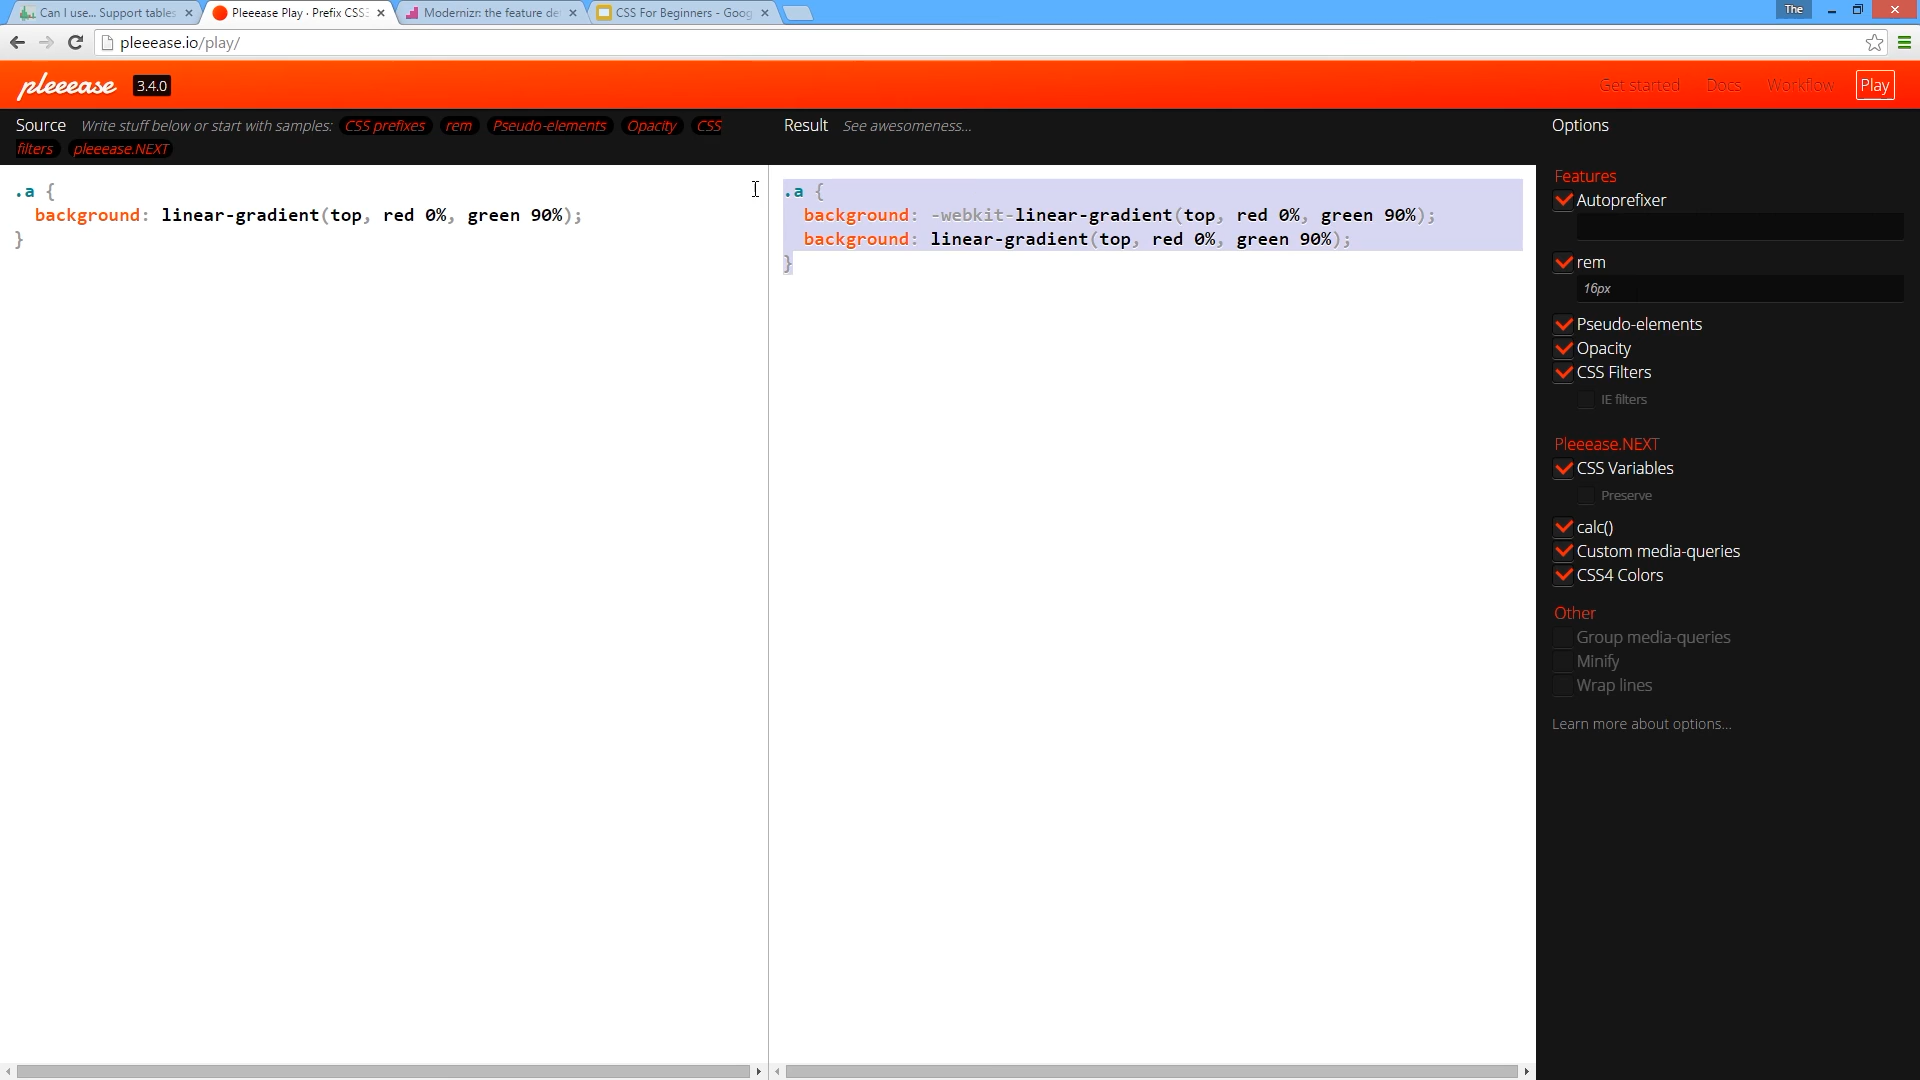 Can I use... Support tables
Pleeease Play · Prefix CSS
Modernizr: the feature de
CSS For Beginners - Goog
The
pleeease.io/play/
pleeease 3.4.0
Get started Docs Workflow Play
Source Write stuff below or start with samples: CSS prefixes rem Pseudo-elements Opacity CSS
filters pleeease.NEXT
Result See awesomeness...
Options
.a {
background: linear-gradient(top, red 0%, green 90%);
}
.a {
background: -webkit-linear-gradient(top, red 0%, green 90%);
background: linear-gradient(top, red 0%, green 90%);
}
Features
Autoprefixer
rem
16px
Pseudo-elements
Opacity
CSS Filters
IE filters
Pleeease.NEXT
CSS Variables
Preserve
calc()
Custom media-queries
CSS4 Colors
Other
Group media-queries
Minify
Wrap lines
Learn more about options...